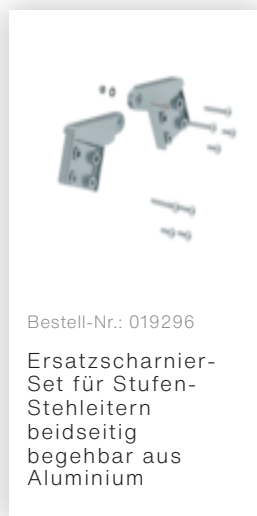 Bestell-Nr.: 019296
Ersatzscharnier-
Set für Stufen-
Stehleitern
beidseitig
begehbar aus
Aluminium